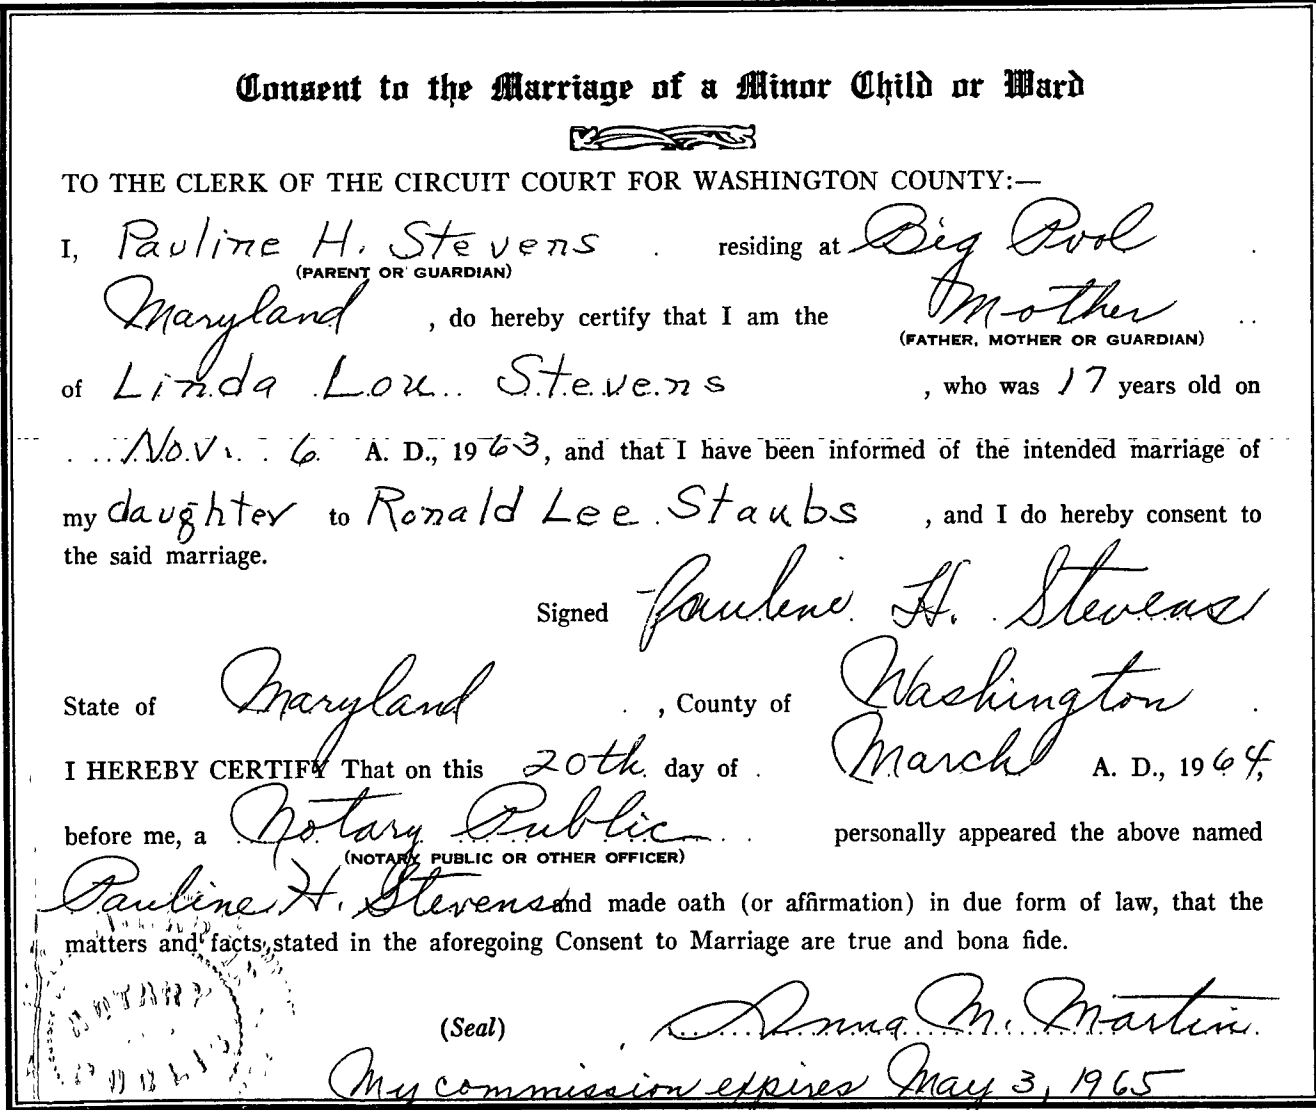 Consent to the Marriage of a Minor Child or Ward
TO THE CLERK OF THE CIRCUIT COURT FOR WASHINGTON COUNTY:—
I, Pauline H. Stevens residing at Big Pool
(PARENT OR GUARDIAN)
Maryland, do hereby certify that I am the Mother
(FATHER, MOTHER OR GUARDIAN)
of Linda Lou Stevens, who was 17 years old on
Nov. 6 A. D., 1963, and that I have been informed of the intended marriage of
my daughter to Ronald Lee Staubs, and I do hereby consent to
the said marriage.
Signed Pauline H. Stevens
State of Maryland, County of Washington
I HEREBY CERTIFY That on this 20th day of March A. D., 1964,
before me, a Notary Public personally appeared the above named
(NOTARY PUBLIC OR OTHER OFFICER)
Pauline H. Stevens and made oath (or affirmation) in due form of law, that the
matters and facts stated in the aforegoing Consent to Marriage are true and bona fide.
NOTARY
PUBLIC
(Seal) Anna M. Martin
My commission expires May 3, 1965